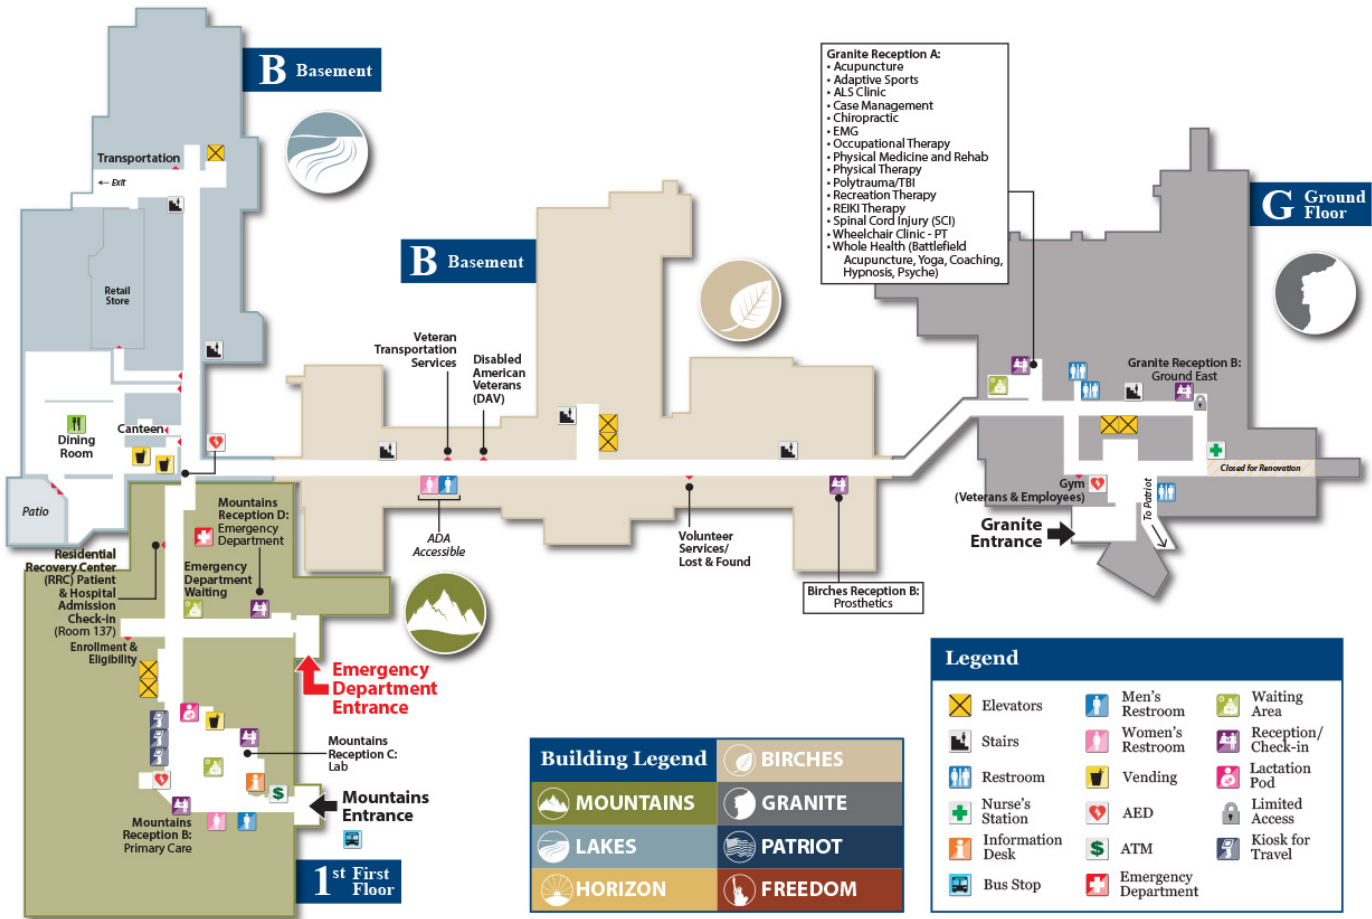 B Basement
Transportation
← Exit
Retail
Store
Canteen
Dining
Room
Patio
B Basement
Veteran
Transportation
Services
Disabled
American
Veterans
(DAV)
ADA
Accessible
Volunteer
Services/
Lost & Found
Birches Reception B:
Prosthetics
Granite Reception A:
• Acupuncture
• Adaptive Sports
• ALS Clinic
• Case Management
• Chiropractic
• EMG
• Occupational Therapy
• Physical Medicine and Rehab
• Physical Therapy
• Polytrauma/TBI
• Recreation Therapy
• REIKI Therapy
• Spinal Cord Injury (SCI)
• Wheelchair Clinic - PT
• Whole Health (Battlefield
Acupuncture, Yoga, Coaching,
Hypnosis, Psyche)
G Ground
Floor
Granite Reception B:
Ground East
Closed for Renovation
Gym
(Veterans & Employees)
To Patriot
Granite
Entrance
Mountains
Reception D:
Emergency
Department
Residential
Recovery Center
(RRC) Patient
& Hospital
Admission
Check-in
(Room 137)
Emergency
Department
Waiting
Enrollment &
Eligibility
Emergency
Department
Entrance
Mountains
Reception C:
Lab
$
Mountains
Entrance
Mountains
Reception B:
Primary Care
1st First
Floor
Building Legend
BIRCHES
MOUNTAINS
GRANITE
LAKES
PATRIOT
HORIZON
FREEDOM
Legend
Elevators
Men's
Restroom
Waiting
Area
Stairs
Women's
Restroom
Reception/
Check-in
Restroom
Vending
Lactation
Pod
Nurse's
Station
AED
Limited
Access
Information
Desk
$ ATM
Kiosk for
Travel
Bus Stop
Emergency
Department